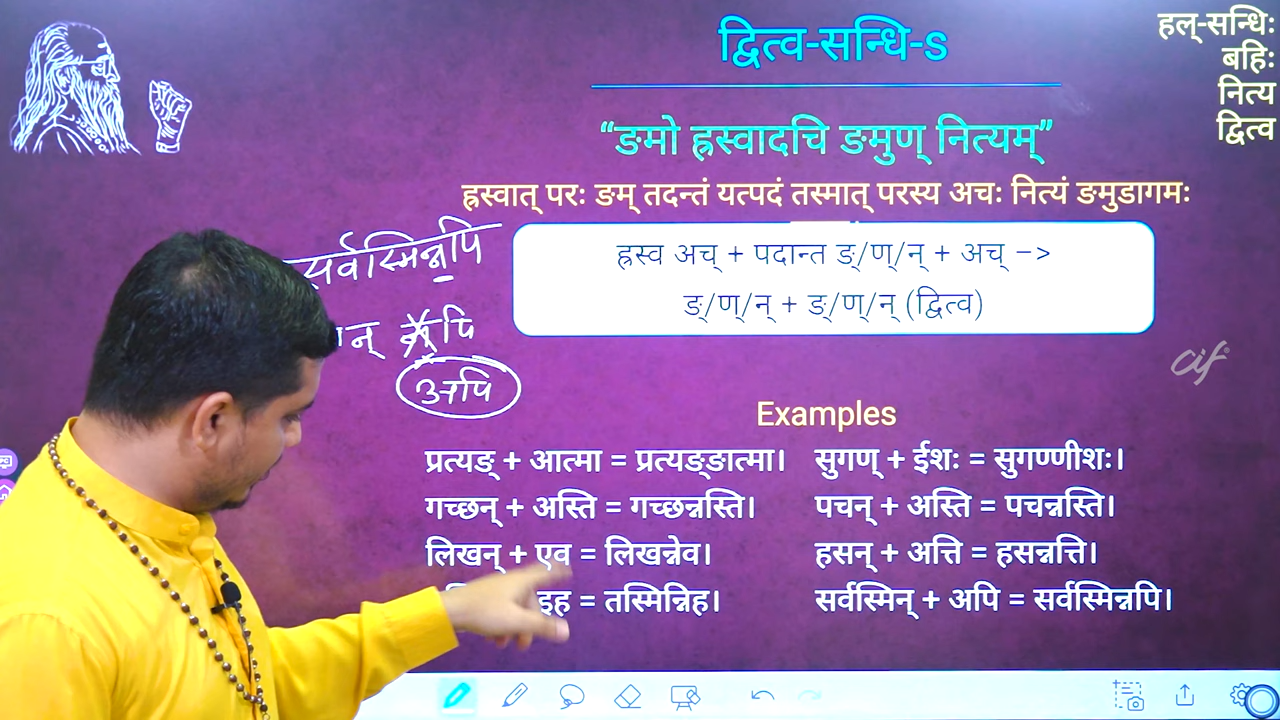 द्वित्व-सन्धि-s
हल्-सन्धिः
बहिः
नित्य
द्वित्व
“ङमो ह्रस्वादचि ङमुण् नित्यम्”
ह्रस्वात् परः ङम् तदन्तं यत्पदं तस्मात् परस्य अचः नित्यं ङमुडागमः
सर्वस्मिन्नपि
ह्रस्व अच् + पदान्त ङ्/ण्/न् + अच् −>
ङ्/ण्/न् + ङ्/ण्/न् (द्वित्व)
न् पि
अपि
cif
Examples
प्रत्यङ् + आत्मा = प्रत्यङ्ङात्मा। सुगण् + ईशः = सुगण्णीशः।
गच्छन् + अस्ति = गच्छन्नस्ति। पचन् + अस्ति = पचन्नस्ति।
लिखन् + एव = लिखन्नेव। हसन् + अत्ति = हसन्नत्ति।
इह = तस्मिन्निह। सर्वस्मिन् + अपि = सर्वस्मिन्नपि।